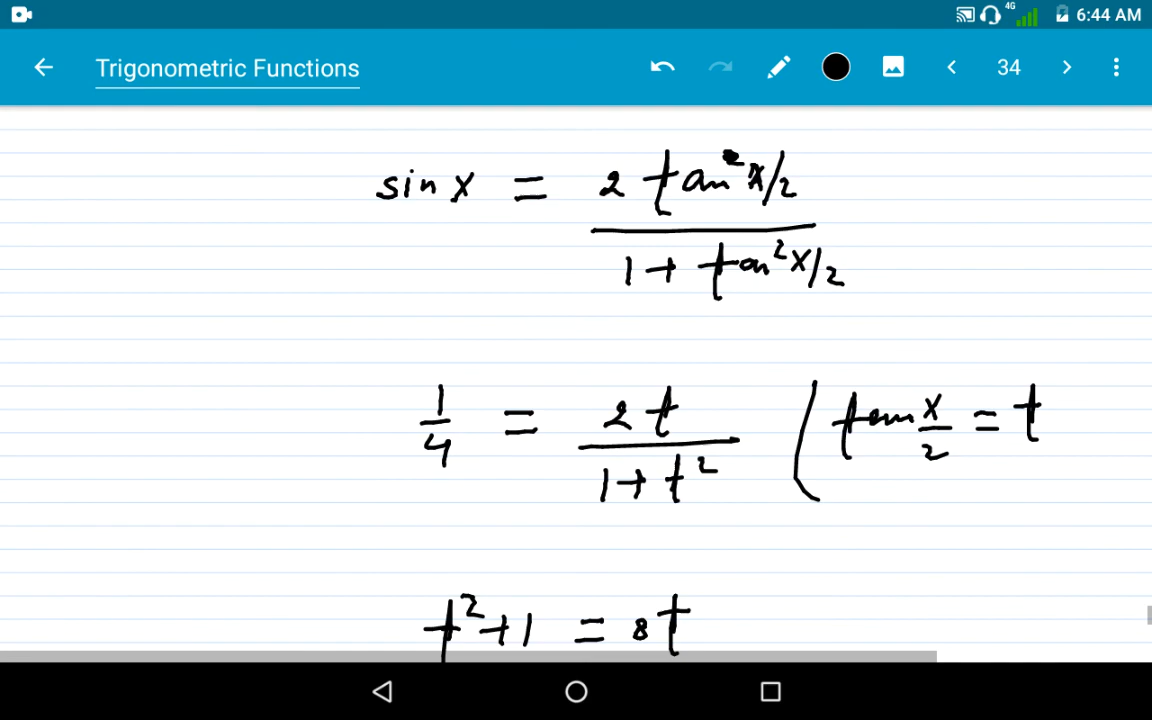 4G 6:44 AM
Trigonometric Functions 34
sin x = 2 tan x/2 / 1 + tan² x/2
1/4 = 2t / 1 + t² ( tan x/2 = t
t² + 1 = 8t